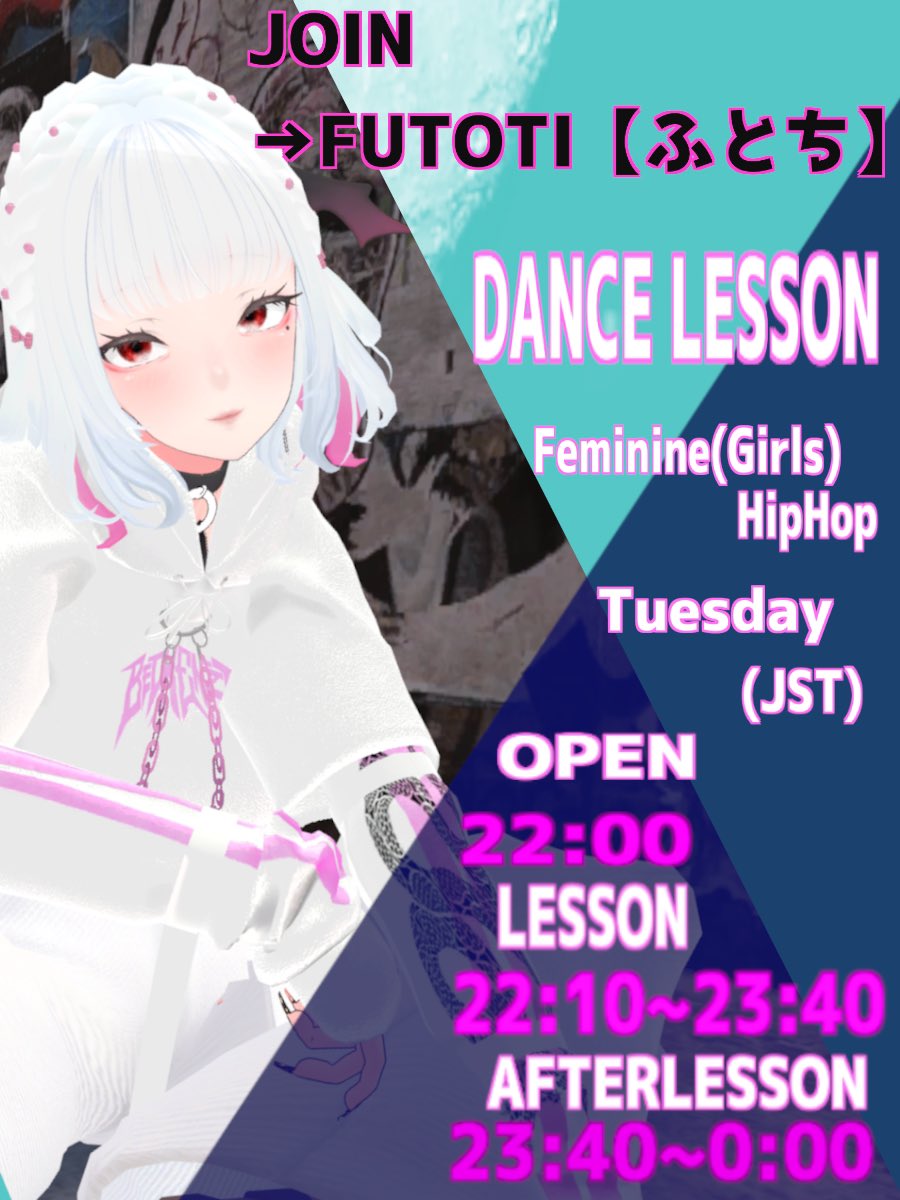 JOIN
→FUTOTI【ふとち】
DANCE LESSON
Feminine(Girls)
HipHop
Tuesday
(JST)
OPEN
22:00
LESSON
22:10~23:40
AFTERLESSON
23:40~0:00